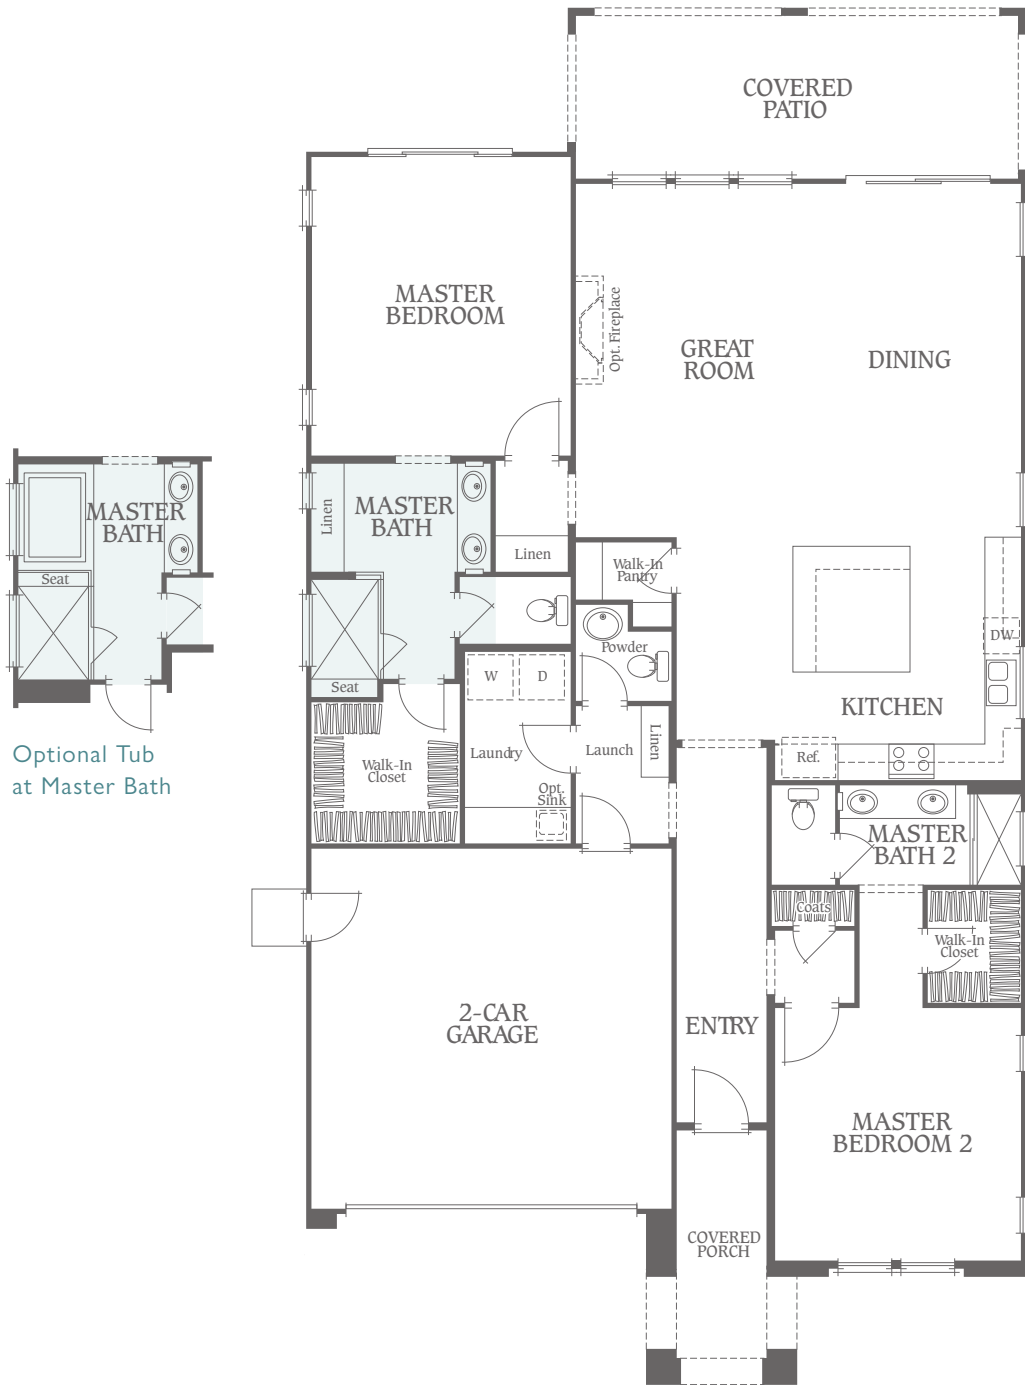 COVERED
PATIO
MASTER
BEDROOM
Opt. Fireplace
GREAT
ROOM
DINING
MASTER
BATH
Seat
Optional Tub
at Master Bath
Linen
MASTER
BATH
Linen
Seat
Walk-In
Pantry
Powder
DW
KITCHEN
Ref.
W
D
Laundry
Opt.
Sink
Launch
Linen
Walk-In
Closet
MASTER
BATH 2
Coats
Walk-In
Closet
2-CAR
GARAGE
ENTRY
MASTER
BEDROOM 2
COVERED
PORCH